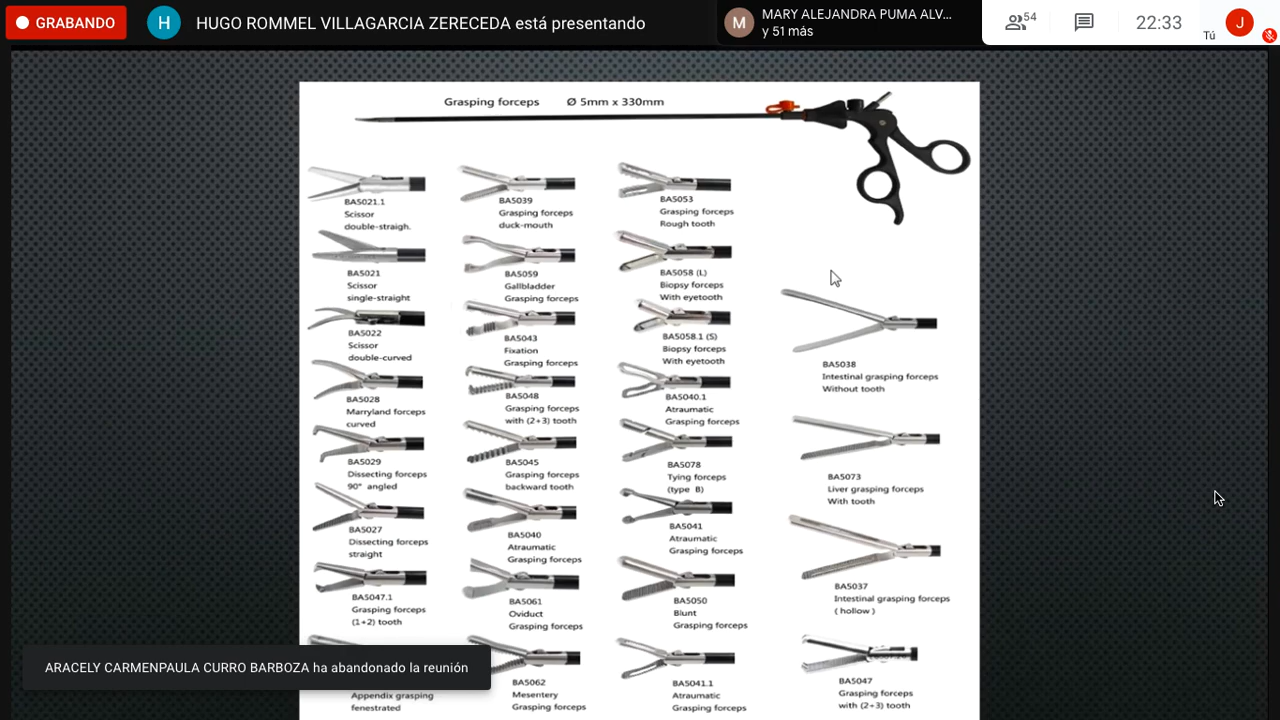 GRABANDO
H
HUGO ROMMEL VILLAGARCIA ZERECEDA está presentando
M
MARY ALEJANDRA PUMA ALV...
y 51 más
54
22:33
Tú
J
Grasping forceps Ø 5mm x 330mm
BA5021.1
Scissor
double-straigh.
BA5021
Scissor
single-straight
BA5022
Scissor
double-curved
BA5028
Marryland forceps
curved
BA5029
Dissecting forceps
90° angled
BA5027
Dissecting forceps
straight
BA5047.1
Grasping forceps
(1+2) tooth
Appendix grasping
fenestrated
BA5039
Grasping forceps
duck-mouth
BA5059
Gallbladder
Grasping forceps
BA5043
Fixation
Grasping forceps
BA5048
Grasping forceps
with (2+3) tooth
BA5045
Grasping forceps
backward tooth
BA5040
Atraumatic
Grasping forceps
BA5061
Oviduct
Grasping forceps
BA5062
Mesentery
Grasping forceps
BA5053
Grasping forceps
Rough tooth
BA5058 (L)
Biopsy forceps
With eyetooth
BA5058.1 (S)
Biopsy forceps
With eyetooth
BA5040.1
Atraumatic
Grasping forceps
BA5078
Tying forceps
(type B)
BA5041
Atraumatic
Grasping forceps
BA5050
Blunt
Grasping forceps
BA5041.1
Atraumatic
Grasping forceps
BA5038
Intestinal grasping forceps
Without tooth
BA5073
Liver grasping forceps
With tooth
BA5037
Intestinal grasping forceps
( hollow )
BA5047
Grasping forceps
with (2+3) tooth
ARACELY CARMENPAULA CURRO BARBOZA ha abandonado la reunión